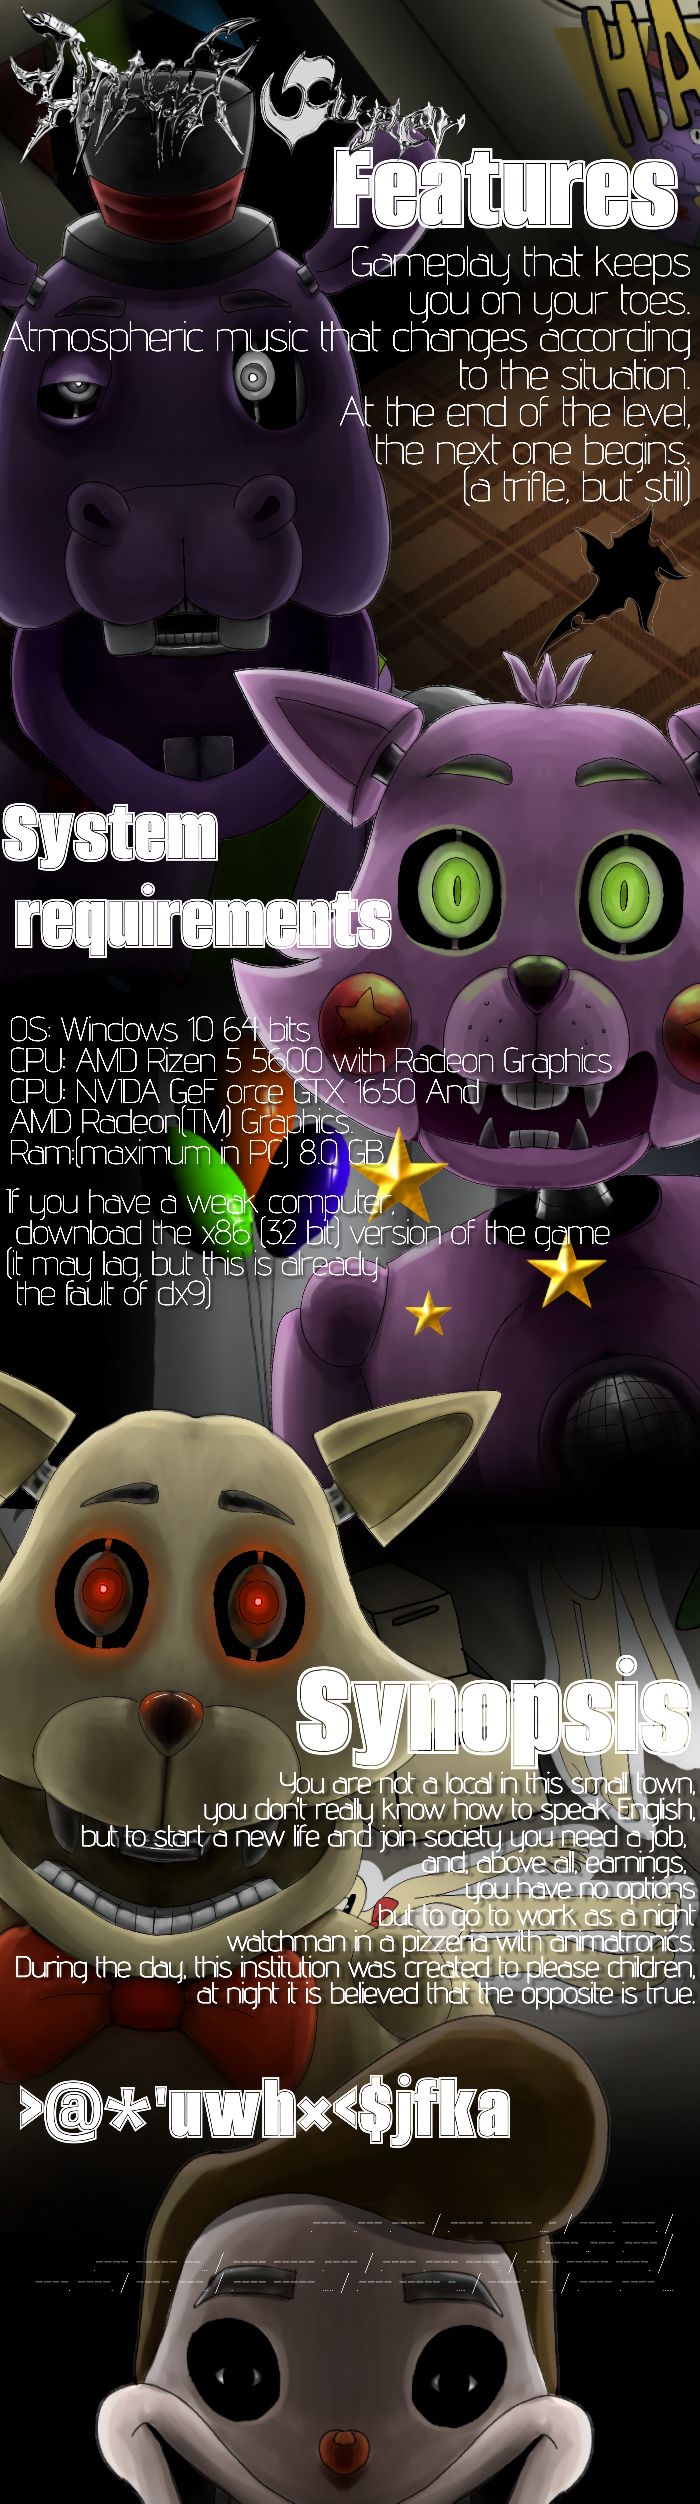 HA
Features
Gameplay that keeps
you on your toes.
Atmospheric music that changes according
to the situation.
At the end of the level,
the next one begins.
(a trifle, but still)
System
requirements
OS: Windows 10 64 bits
CPU: AMD Rizen 5 5600 with Radeon Graphics
CPU: NVIDA GeF orce GTX 1650 And
AMD Radeon(TM) Graphics.
Ram:(maximum in PC) 8.0 GB
If you have a weak computer,
download the x86 (32 bit) version of the game
(it may lag, but this is already
the fault of dx9)
Synopsis
You are not a local in this small town,
you don't really know how to speak English,
but to start a new life and join society you need a job,
and, above all, earnings,
you have no options
but to go to work as a night
watchman in a pizzeria with animatronics.
During the day, this institution was created to please children,
at night it is believed that the opposite is true.
>@*'uwh×<$jfka